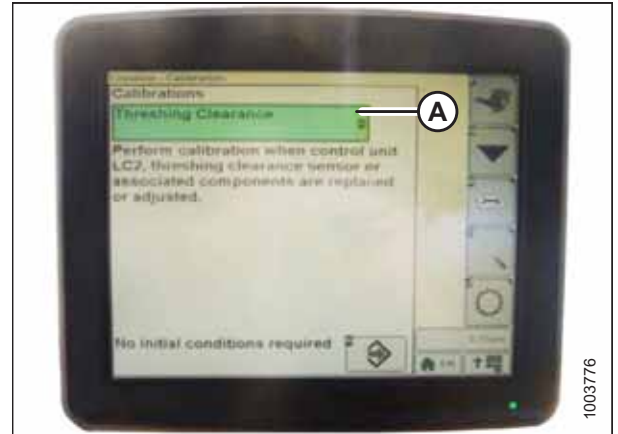 Calibrations
Threshing Clearance
A
Perform calibration when control unit
LC2, threshing clearance sensor or
associated components are replaced
or adjusted.
No initial conditions required
1003776